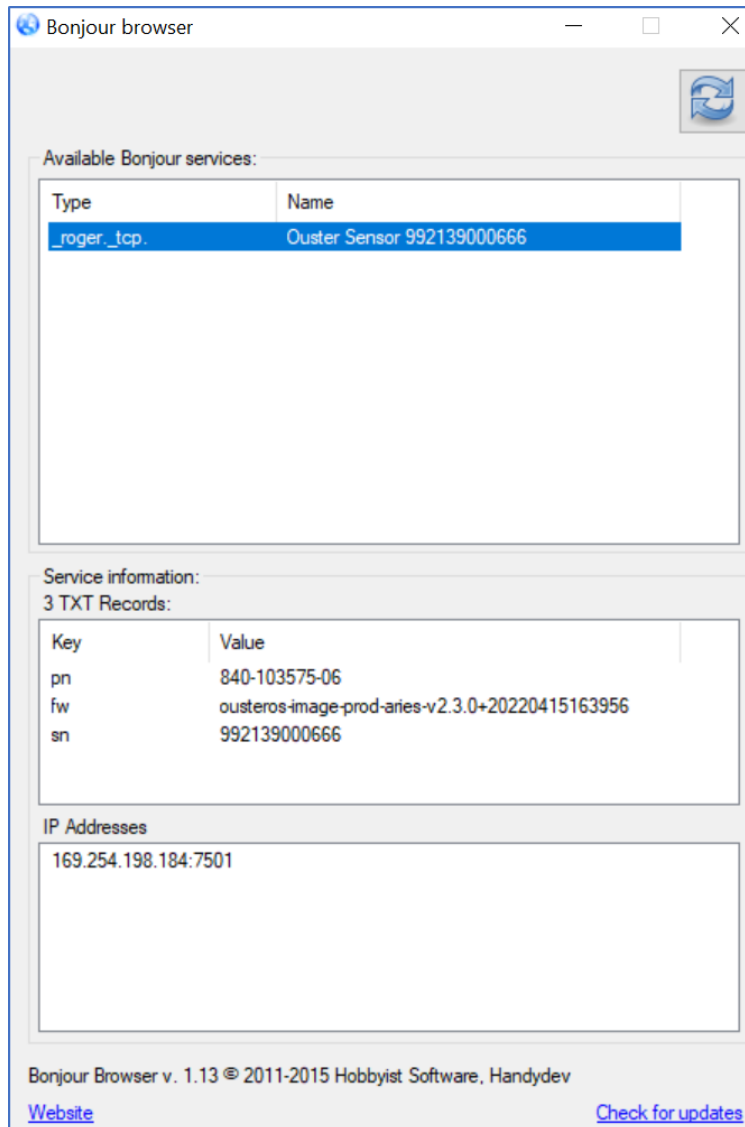 Bonjour browser
Available Bonjour services:
Type Name
_roger._tcp. Ouster Sensor 992139000666
Service information:
3 TXT Records:
Key Value
pn 840-103575-06
fw ousteros-image-prod-aries-v2.3.0+20220415163956
sn 992139000666
IP Addresses
169.254.198.184:7501
Bonjour Browser v. 1.13 © 2011-2015 Hobbyist Software, Handydev
Website Check for updates